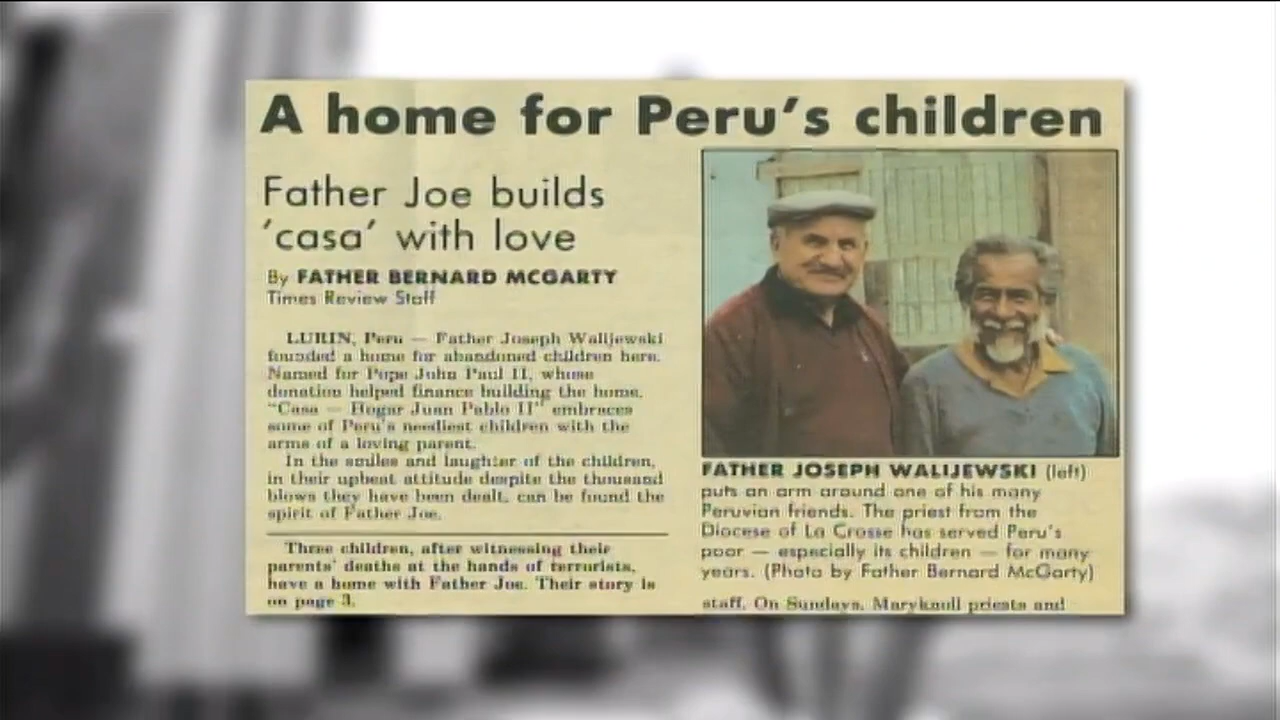 A home for Peru's children
Father Joe builds
'casa' with love
By FATHER BERNARD MCGARTY
Times Review Staff
LURIN, Peru — Father Joseph Walijewski
founded a home for abandoned children here.
Named for Pope John Paul II, whose
donation helped finance building the home,
"Casa — Hogar Juan Pablo II" embraces
some of Peru's neediest children with the
arms of a loving parent.
In the smiles and laughter of the children,
in their upbeat attitude despite the thousand
blows they have been dealt, can be found the
spirit of Father Joe.
Three children, after witnessing their
parents' deaths at the hands of terrorists,
have a home with Father Joe. Their story is
on page 3.
FATHER JOSEPH WALIJEWSKI (left)
puts an arm around one of his many
Peruvian friends. The priest from the
Diocese of La Crosse has served Peru's
poor — especially its children — for many
years. (Photo by Father Bernard McGarty)
staff. On Sundays, Maryknoll priests and